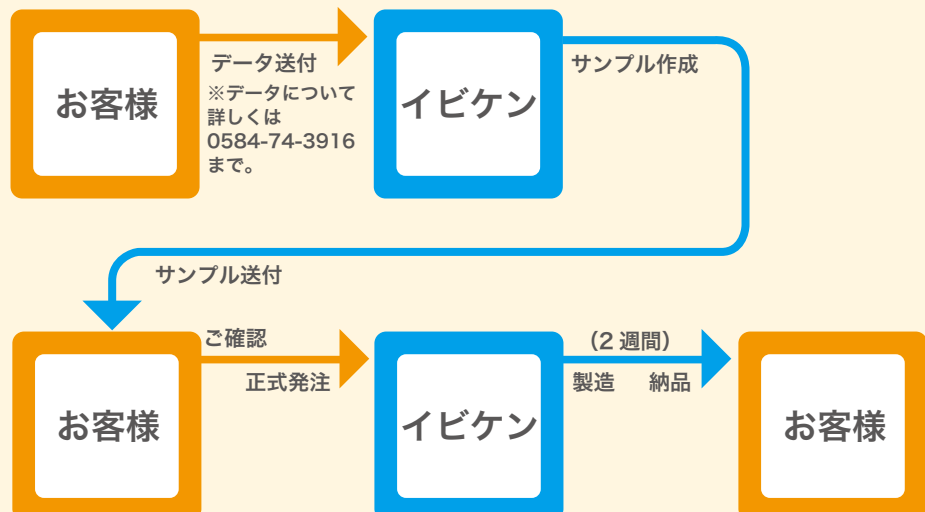 お客様
データ送付
※データについて
詳しくは
0584-74-3916
まで。
イビケン
サンプル作成
サンプル送付
お客様
ご確認
正式発注
イビケン
（2 週間）
製造　納品
お客様